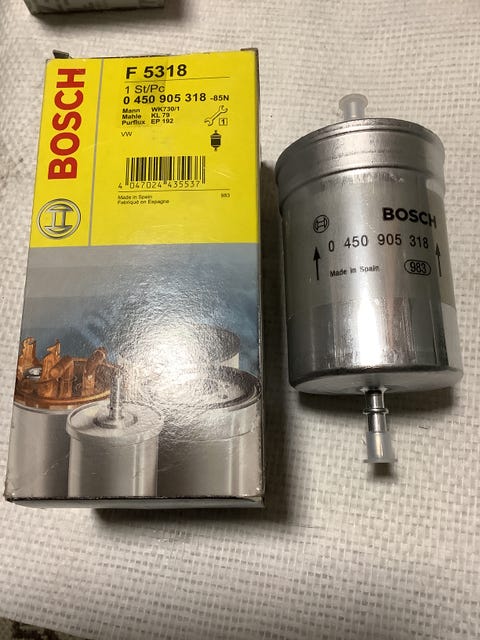 BOSCH
F 5318
1 St/Pc
0 450 905 318 -85N
Mann WK730/1
Mahle KL 79
Purflux EP 192
1
VW
4 047024 435537
Made in Spain
Fabriqué en Espagne
983
BOSCH
0 450 905 318
Made in Spain
983